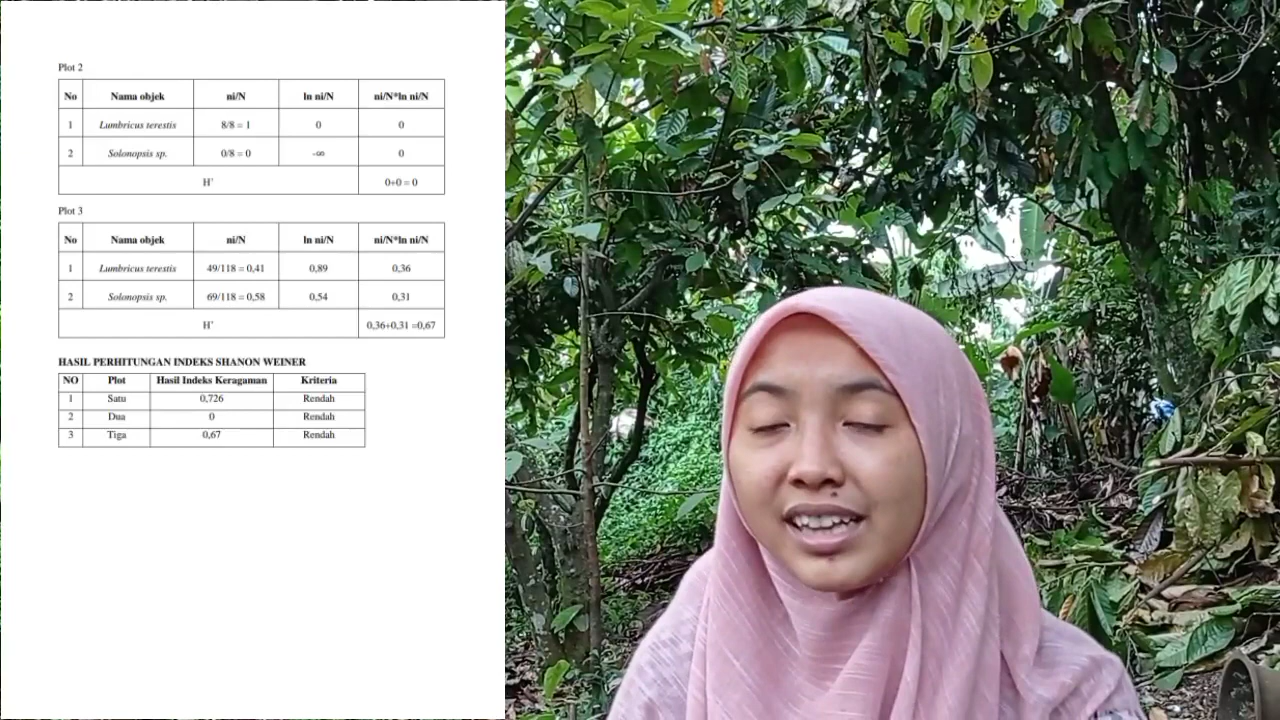 Plot 2
No Nama objek ni/N ln ni/N ni/N*ln ni/N
1 Lumbricus terestis 8/8 = 1 0 0
2 Solonopsis sp. 0/8 = 0 -∞ 0
H’ 0+0 = 0
Plot 3
No Nama objek ni/N ln ni/N ni/N*ln ni/N
1 Lumbricus terestis 49/118 = 0,41 0,89 0,36
2 Solonopsis sp. 69/118 = 0,58 0,54 0,31
H’ 0,36+0,31 =0,67
HASIL PERHITUNGAN INDEKS SHANON WEINER
NO Plot Hasil Indeks Keragaman Kriteria
1 Satu 0,726 Rendah
2 Dua 0 Rendah
3 Tiga 0,67 Rendah